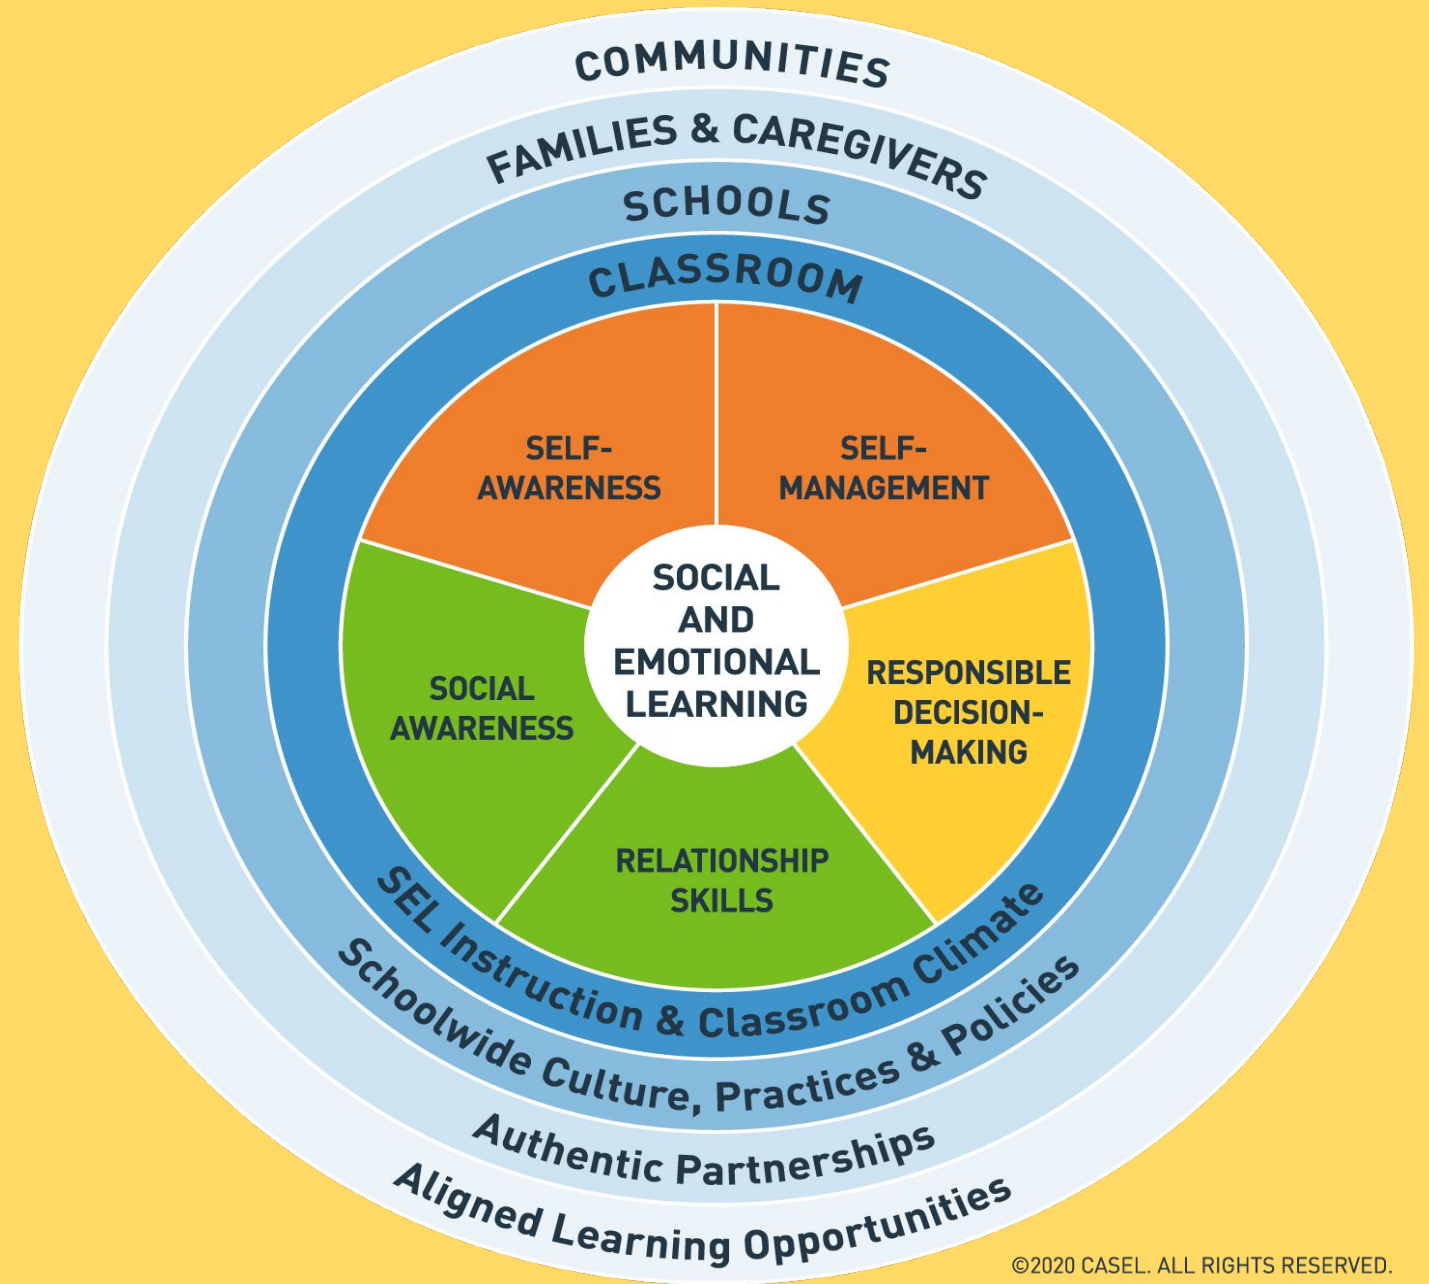 COMMUNITIES
FAMILIES & CAREGIVERS
SCHOOLS
CLASSROOM
SELF-
AWARENESS
SELF-
MANAGEMENT
SOCIAL
AND
EMOTIONAL
LEARNING
SOCIAL
AWARENESS
RESPONSIBLE
DECISION-
MAKING
RELATIONSHIP
SKILLS
SEL Instruction & Classroom Climate
Schoolwide Culture, Practices & Policies
Authentic Partnerships
Aligned Learning Opportunities
©2020 CASEL. ALL RIGHTS RESERVED.